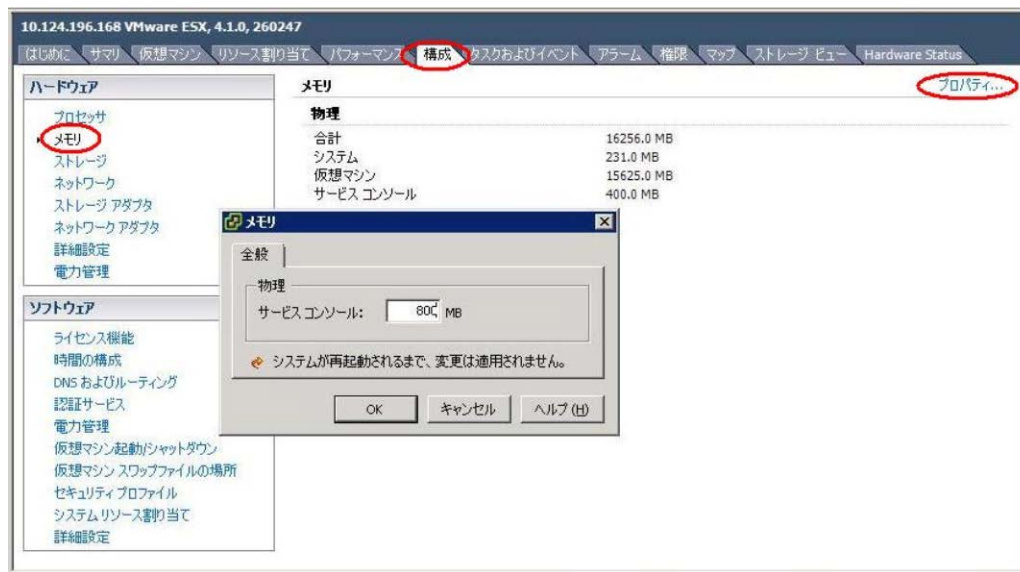 10.124.196.168 VMware ESX, 4.1.0, 260247
はじめに サマリ 仮想マシン リソース割り当て パフォーマンス 構成 タスクおよびイベント アラーム 権限 マップ ストレージ ビュー Hardware Status
ハードウェア
プロセッサ
メモリ
ストレージ
ネットワーク
ストレージ アダプタ
ネットワーク アダプタ
詳細設定
電力管理
ソフトウェア
ライセンス機能
時間の構成
DNS およびルーティング
認証サービス
電力管理
仮想マシン起動/シャットダウン
仮想マシン スワップファイルの場所
セキュリティ プロファイル
システム リソース割り当て
詳細設定
メモリ
プロパティ...
物理
合計 16256.0 MB
システム 231.0 MB
仮想マシン 15625.0 MB
サービス コンソール 400.0 MB
メモリ
全般
物理
サービス コンソール: 800 MB
システムが再起動されるまで、変更は適用されません。
OK キャンセル ヘルプ (H)